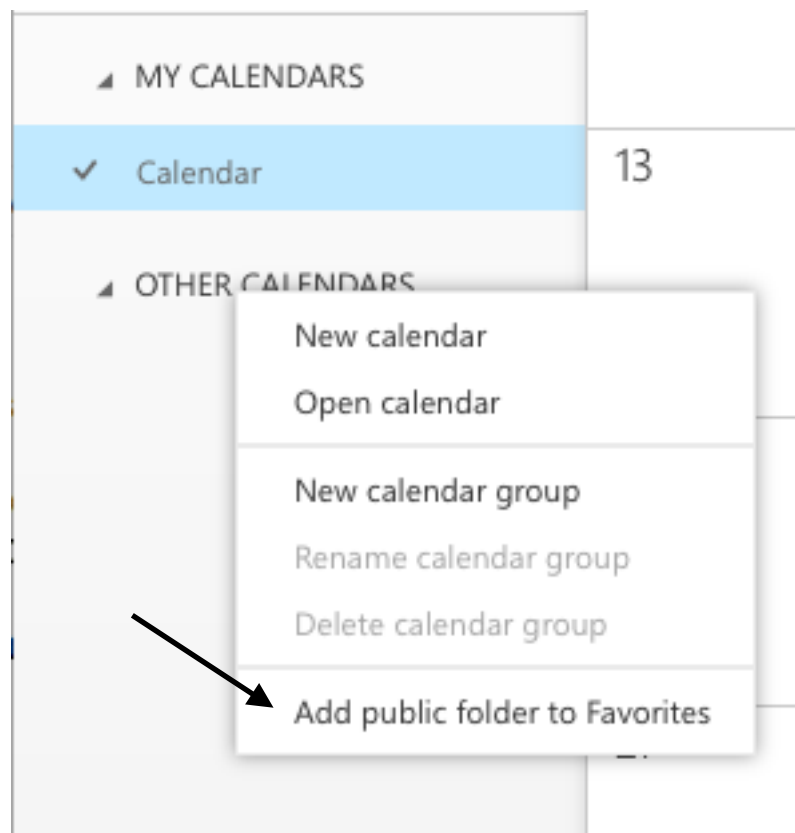 MY CALENDARS
Calendar
13
OTHER CALENDARS
New calendar
Open calendar
New calendar group
Rename calendar group
Delete calendar group
Add public folder to Favorites